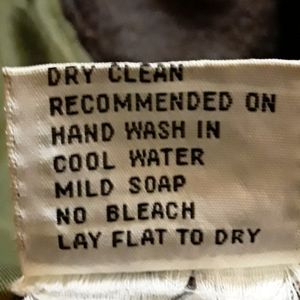 DRY CLEAN
RECOMMENDED ON
HAND WASH IN
COOL WATER
MILD SOAP
NO BLEACH
LAY FLAT TO DRY